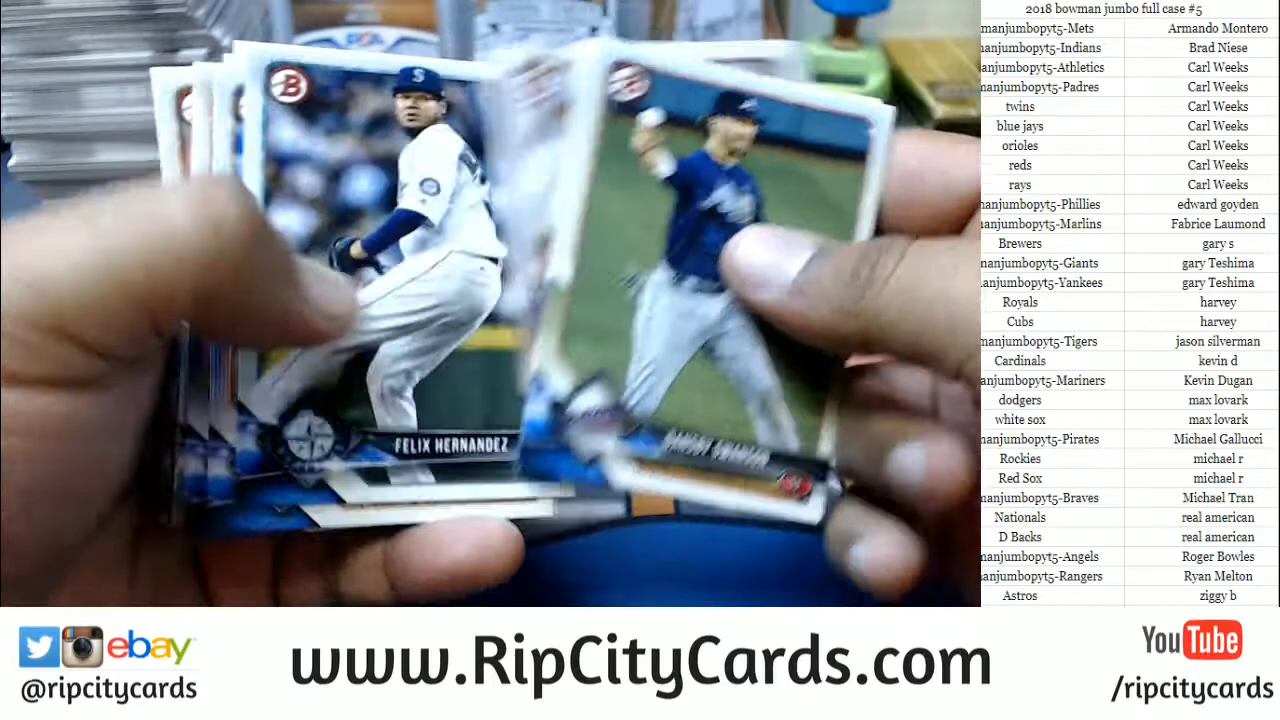 2018 bowman jumbo full case #5
manjumbopyt5-Mets Armando Montero
anjumbopyt5-Indians Brad Niese
anjumbopyt5-Athletics Carl Weeks
anjumbopyt5-Padres Carl Weeks
twins Carl Weeks
blue jays Carl Weeks
orioles Carl Weeks
reds Carl Weeks
rays Carl Weeks
anjumbopyt5-Phillies edward goyden
anjumbopyt5-Marlins Fabrice Laumond
Brewers gary s
anjumbopyt5-Giants gary Teshima
anjumbopyt5-Yankees gary Teshima
Royals harvey
Cubs harvey
anjumbopyt5-Tigers jason silverman
Cardinals kevin d
anjumbopyt5-Mariners Kevin Dugan
dodgers max lovark
white sox max lovark
anjumbopyt5-Pirates Michael Gallucci
Rockies michael r
Red Sox michael r
manjumbopyt5-Braves Michael Tran
Nationals real american
D Backs real american
manjumbopyt5-Angels Roger Bowles
anjumbopyt5-Rangers Ryan Melton
Astros ziggy b
B
S
FELIX HERNANDEZ
ebay
@ripcitycards
www.RipCityCards.com
YouTube
/ripcitycards